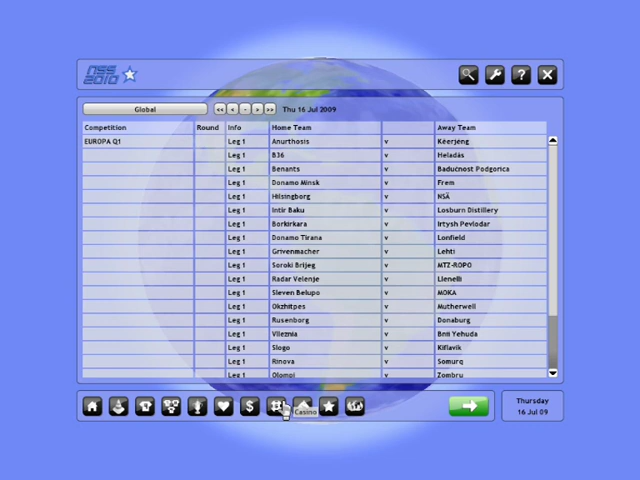 NSS
2010
?
Global
<< < - > >>
Thu 16 Jul 2009
Competition Round Info Home Team Away Team
EUROPA Q1 Leg 1 Anurthosis v Kéerjéng
Leg 1 B36 v Heladas
Leg 1 Benants v Baducnost Podgorica
Leg 1 Donamo Minsk v Frem
Leg 1 Hilsingborg v NSÅ
Leg 1 Intir Baku v Losburn Distillery
Leg 1 Borkirkara v Irtysh Pevlodar
Leg 1 Donamo Tirana v Lonfield
Leg 1 Grivenmacher v Lehti
Leg 1 Soroki Brijeg v MTZ-ROPO
Leg 1 Radar Velenje v Llenelli
Leg 1 Sleven Belupo v MOKA
Leg 1 Okzhitpes v Mutherwell
Leg 1 Rusenborg v Donaburg
Leg 1 Vileznia v Bnii Yehuda
Leg 1 Slogo v Kiflavik
Leg 1 Rinova v Somurq
Leg 1 Olompi v Zombru
$
Casino
Thursday
16 Jul 09